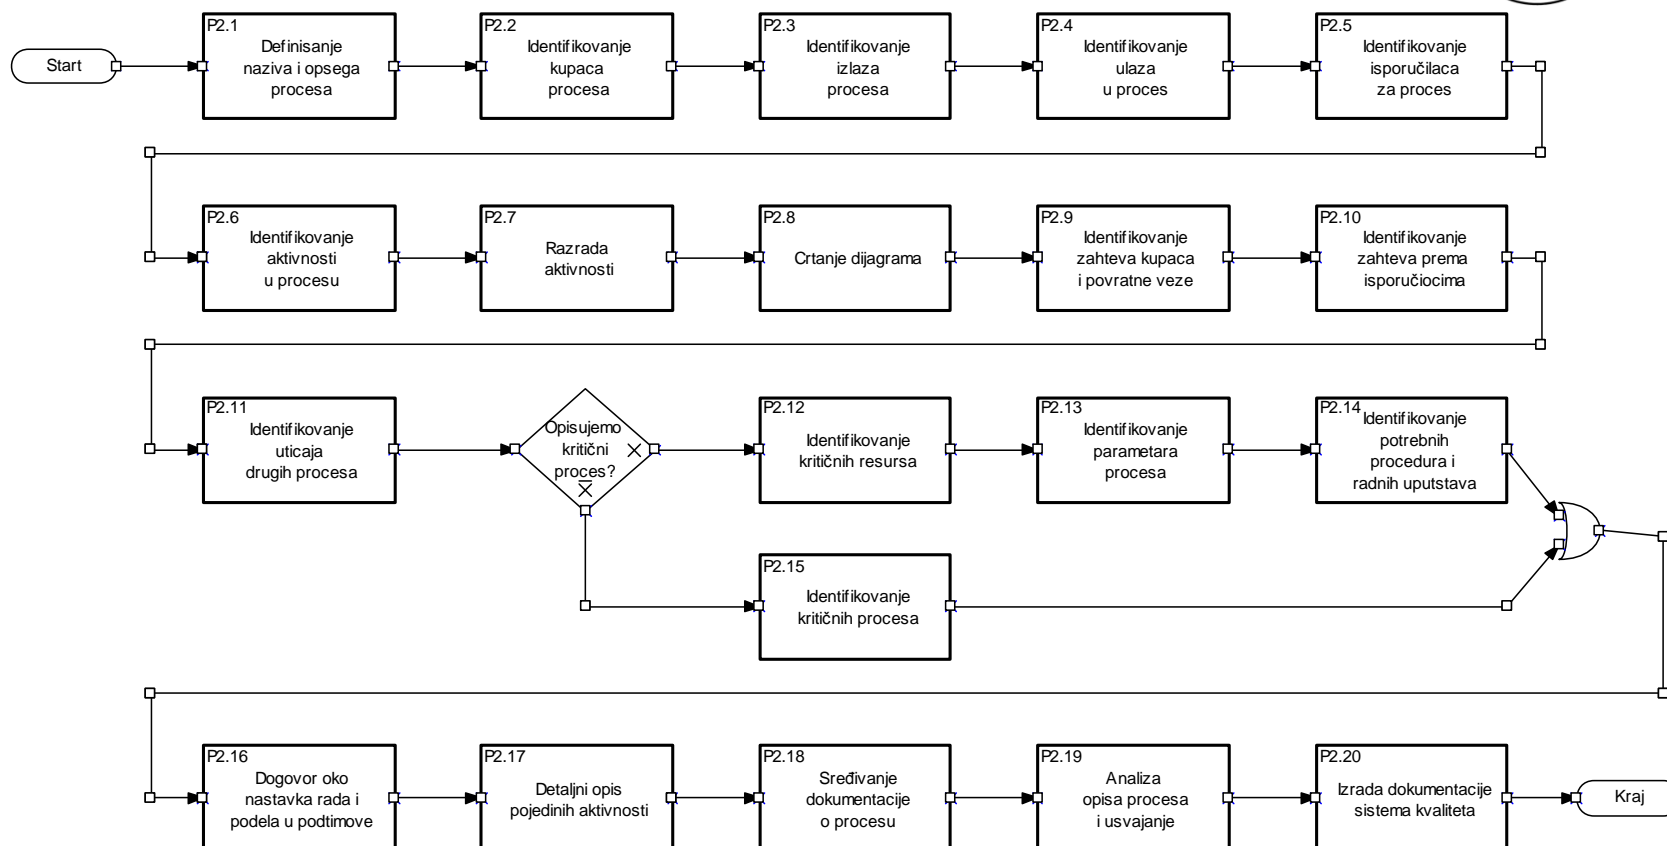 Start
P2.1
Definisanje
naziva i opsega
procesa
P2.2
Identifikovanje
kupaca
procesa
P2.3
Identifikovanje
izlaza
procesa
P2.4
Identifikovanje
ulaza
u proces
P2.5
Identifikovanje
isporučilaca
za proces
P2.6
Identifikovanje
aktivnosti
u procesu
P2.7
Razrada
aktivnosti
P2.8
Crtanje dijagrama
P2.9
Identifikovanje
zahteva kupaca
i povratne veze
P2.10
Identifikovanje
zahteva prema
isporučiocima
P2.11
Identifikovanje
uticaja
drugih procesa
Opisujemo
kritični
proces?
P2.12
Identifikovanje
kritičnih resursa
P2.13
Identifikovanje
parametara
procesa
P2.14
Identifikovanje
potrebnih
procedura i
radnih uputstava
P2.15
Identifikovanje
kritičnih procesa
P2.16
Dogovor oko
nastavka rada i
podela u podtimove
P2.17
Detaljni opis
pojedinih aktivnosti
P2.18
Sređivanje
dokumentacije
o procesu
P2.19
Analiza
opisa procesa
i usvajanje
P2.20
Izrada dokumentacije
sistema kvaliteta
Kraj